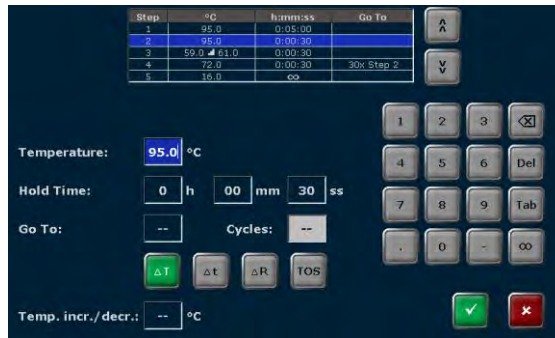 Step °C h:mm:ss Go To
1 95.0 0:05:00
2 95.0 0:00:30
3 59.0 61.0 0:00:30
4 72.0 0:00:30 30x Step 2
5 16.0 ∞
1 2 3
Temperature: 95.0 °C
4 5 6 Del
Hold Time: 0 h 00 mm 30 ss
7 8 9 Tab
Go To: -- Cycles: --
. 0 - ∞
ΔT Δt ΔR TOS
Temp. incr./decr.: -- °C